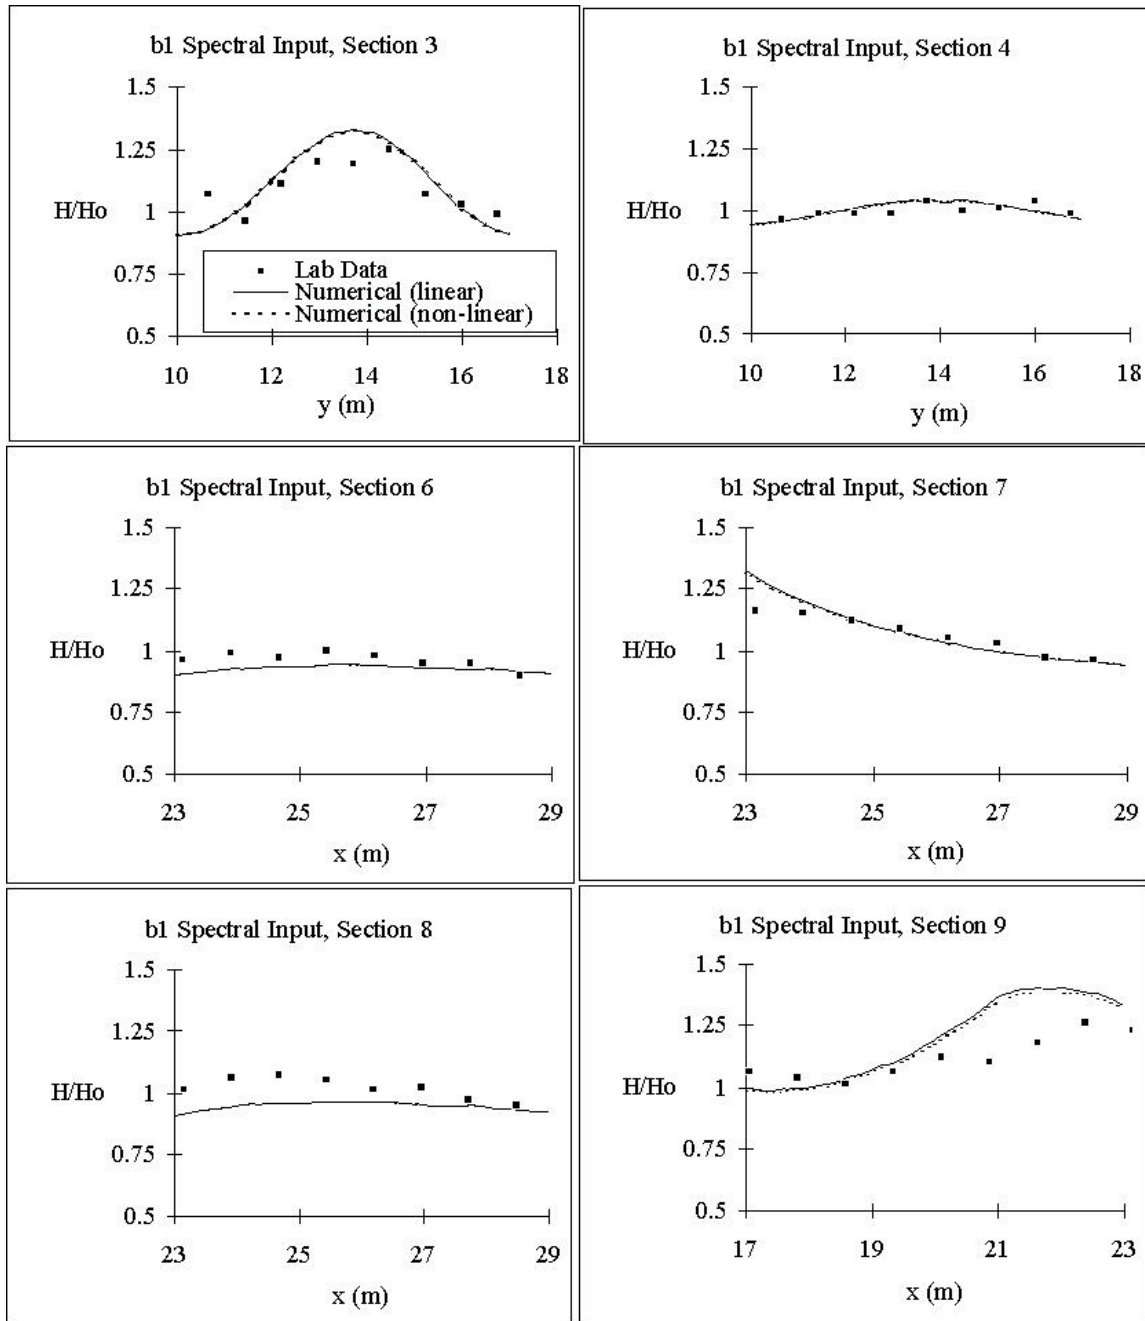 b1 Spectral Input, Section 3
1.5
1.25
H/Ho
1
0.75
0.5
Lab Data
Numerical (linear)
Numerical (non-linear)
10 12 14 16 18
y (m)
b1 Spectral Input, Section 4
1.5
1.25
H/Ho
1
0.75
0.5
10 12 14 16 18
y (m)
b1 Spectral Input, Section 6
1.5
1.25
H/Ho
1
0.75
0.5
23 25 27 29
x (m)
b1 Spectral Input, Section 7
1.5
1.25
H/Ho
1
0.75
0.5
23 25 27 29
x (m)
b1 Spectral Input, Section 8
1.5
1.25
H/Ho
1
0.75
0.5
23 25 27 29
x (m)
b1 Spectral Input, Section 9
1.5
1.25
H/Ho
1
0.75
0.5
17 19 21 23
x (m)